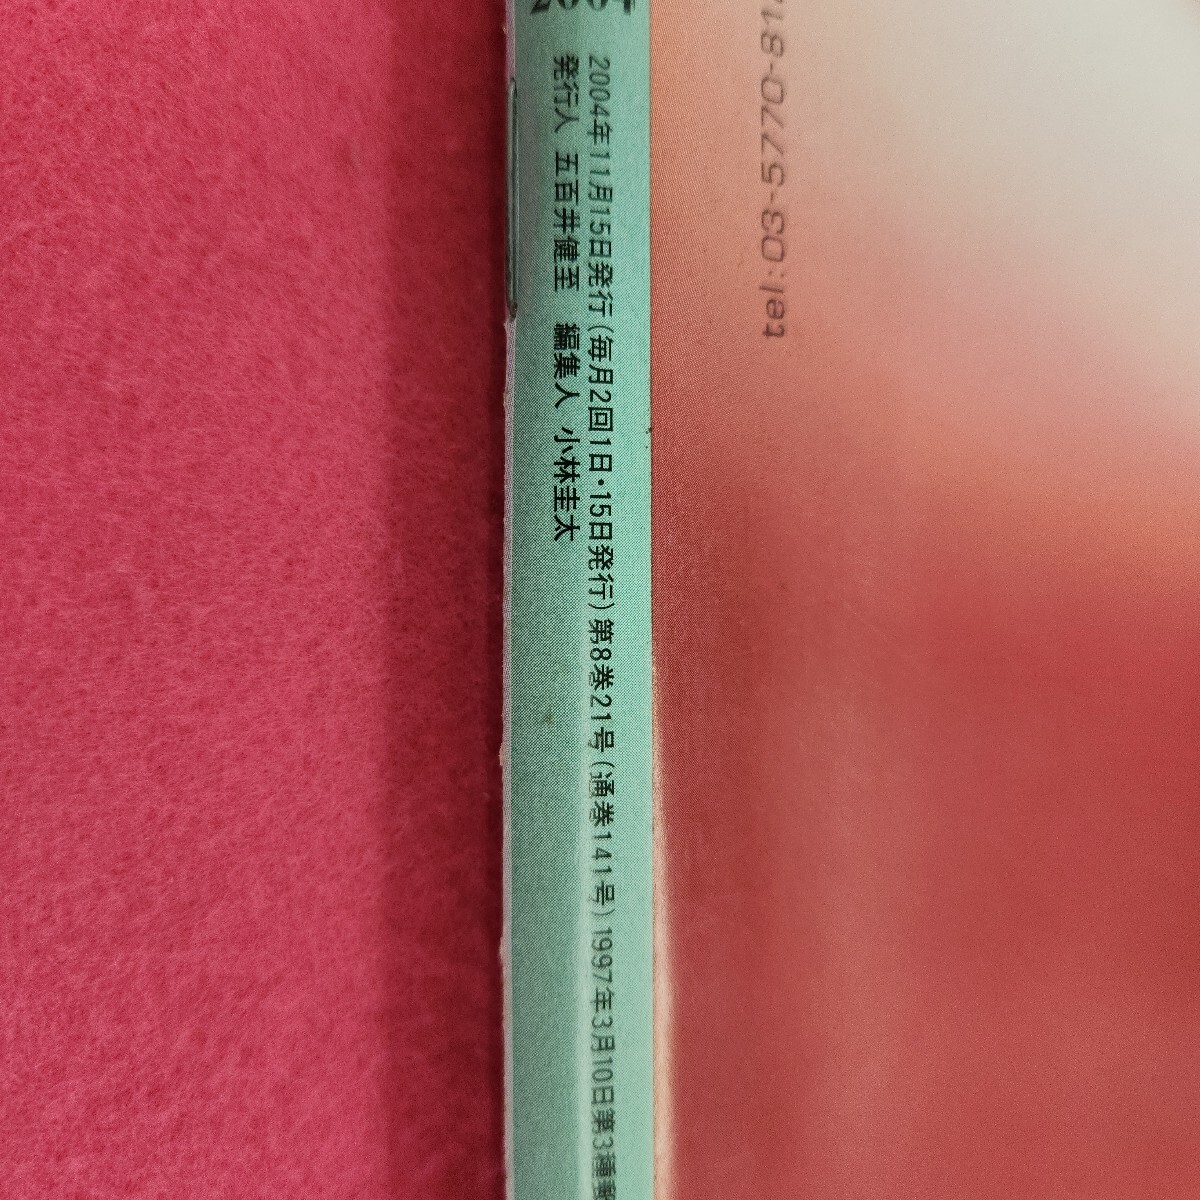 2004年11月15日発行(毎月2回1日・15日発行)第8巻21号(通巻141号)1997年3月10日第3種郵
発行人 五百井健至 編集人 小林圭太
tel:03-5770-81